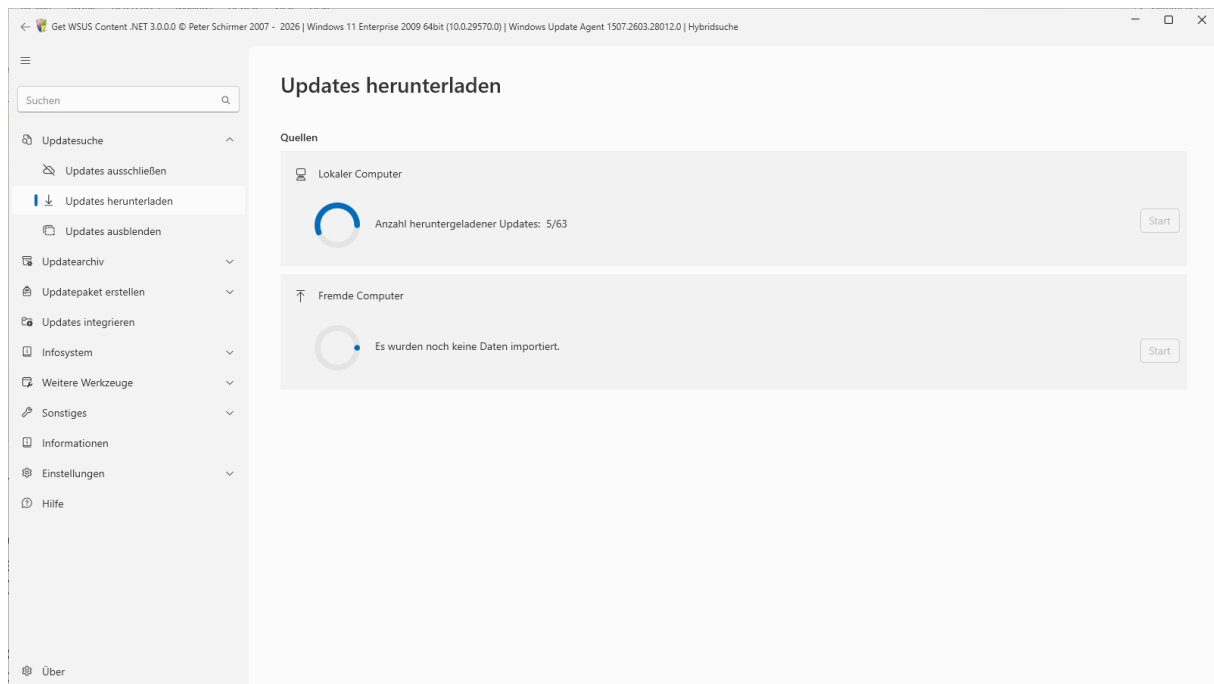 Get WSUS Content .NET 3.0.0.0 © Peter Schirmer 2007 - 2026 | Windows 11 Enterprise 2009 64bit (10.0.29570.0) | Windows Update Agent 1507.2603.28012.0 | Hybridsuche
Suchen
Updatesuche
Updates ausschließen
Updates herunterladen
Updates ausblenden
Updatearchiv
Updatepaket erstellen
Updates integrieren
Infosystem
Weitere Werkzeuge
Sonstiges
Informationen
Einstellungen
Hilfe
Über
Updates herunterladen
Quellen
Lokaler Computer
Anzahl heruntergeladener Updates: 5/63
Start
Fremde Computer
Es wurden noch keine Daten importiert.
Start